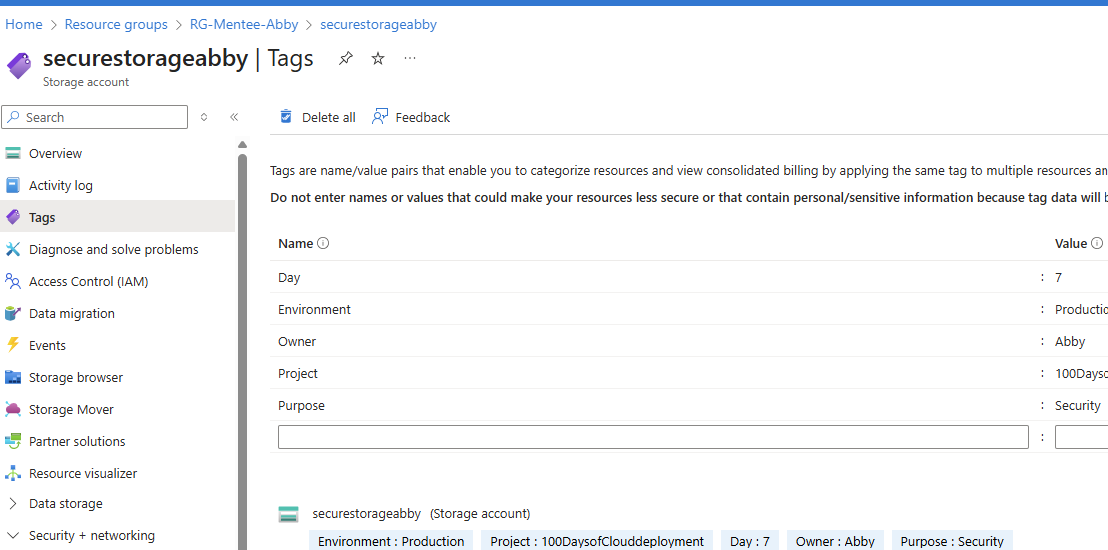 Home > Resource groups > RG-Mentee-Abby > securestorageabby
securestorageabby | Tags
Storage account
Search
Delete all Feedback
Overview
Activity log
Tags
Diagnose and solve problems
Access Control (IAM)
Data migration
Events
Storage browser
Storage Mover
Partner solutions
Resource visualizer
Data storage
Security + networking
Tags are name/value pairs that enable you to categorize resources and view consolidated billing by applying the same tag to multiple resources an
Do not enter names or values that could make your resources less secure or that contain personal/sensitive information because tag data will b
Name Value
Day : 7
Environment : Productio
Owner : Abby
Project : 100Dayso
Purpose : Security
:
securestorageabby (Storage account)
Environment : Production Project : 100DaysofClouddeployment Day : 7 Owner : Abby Purpose : Security